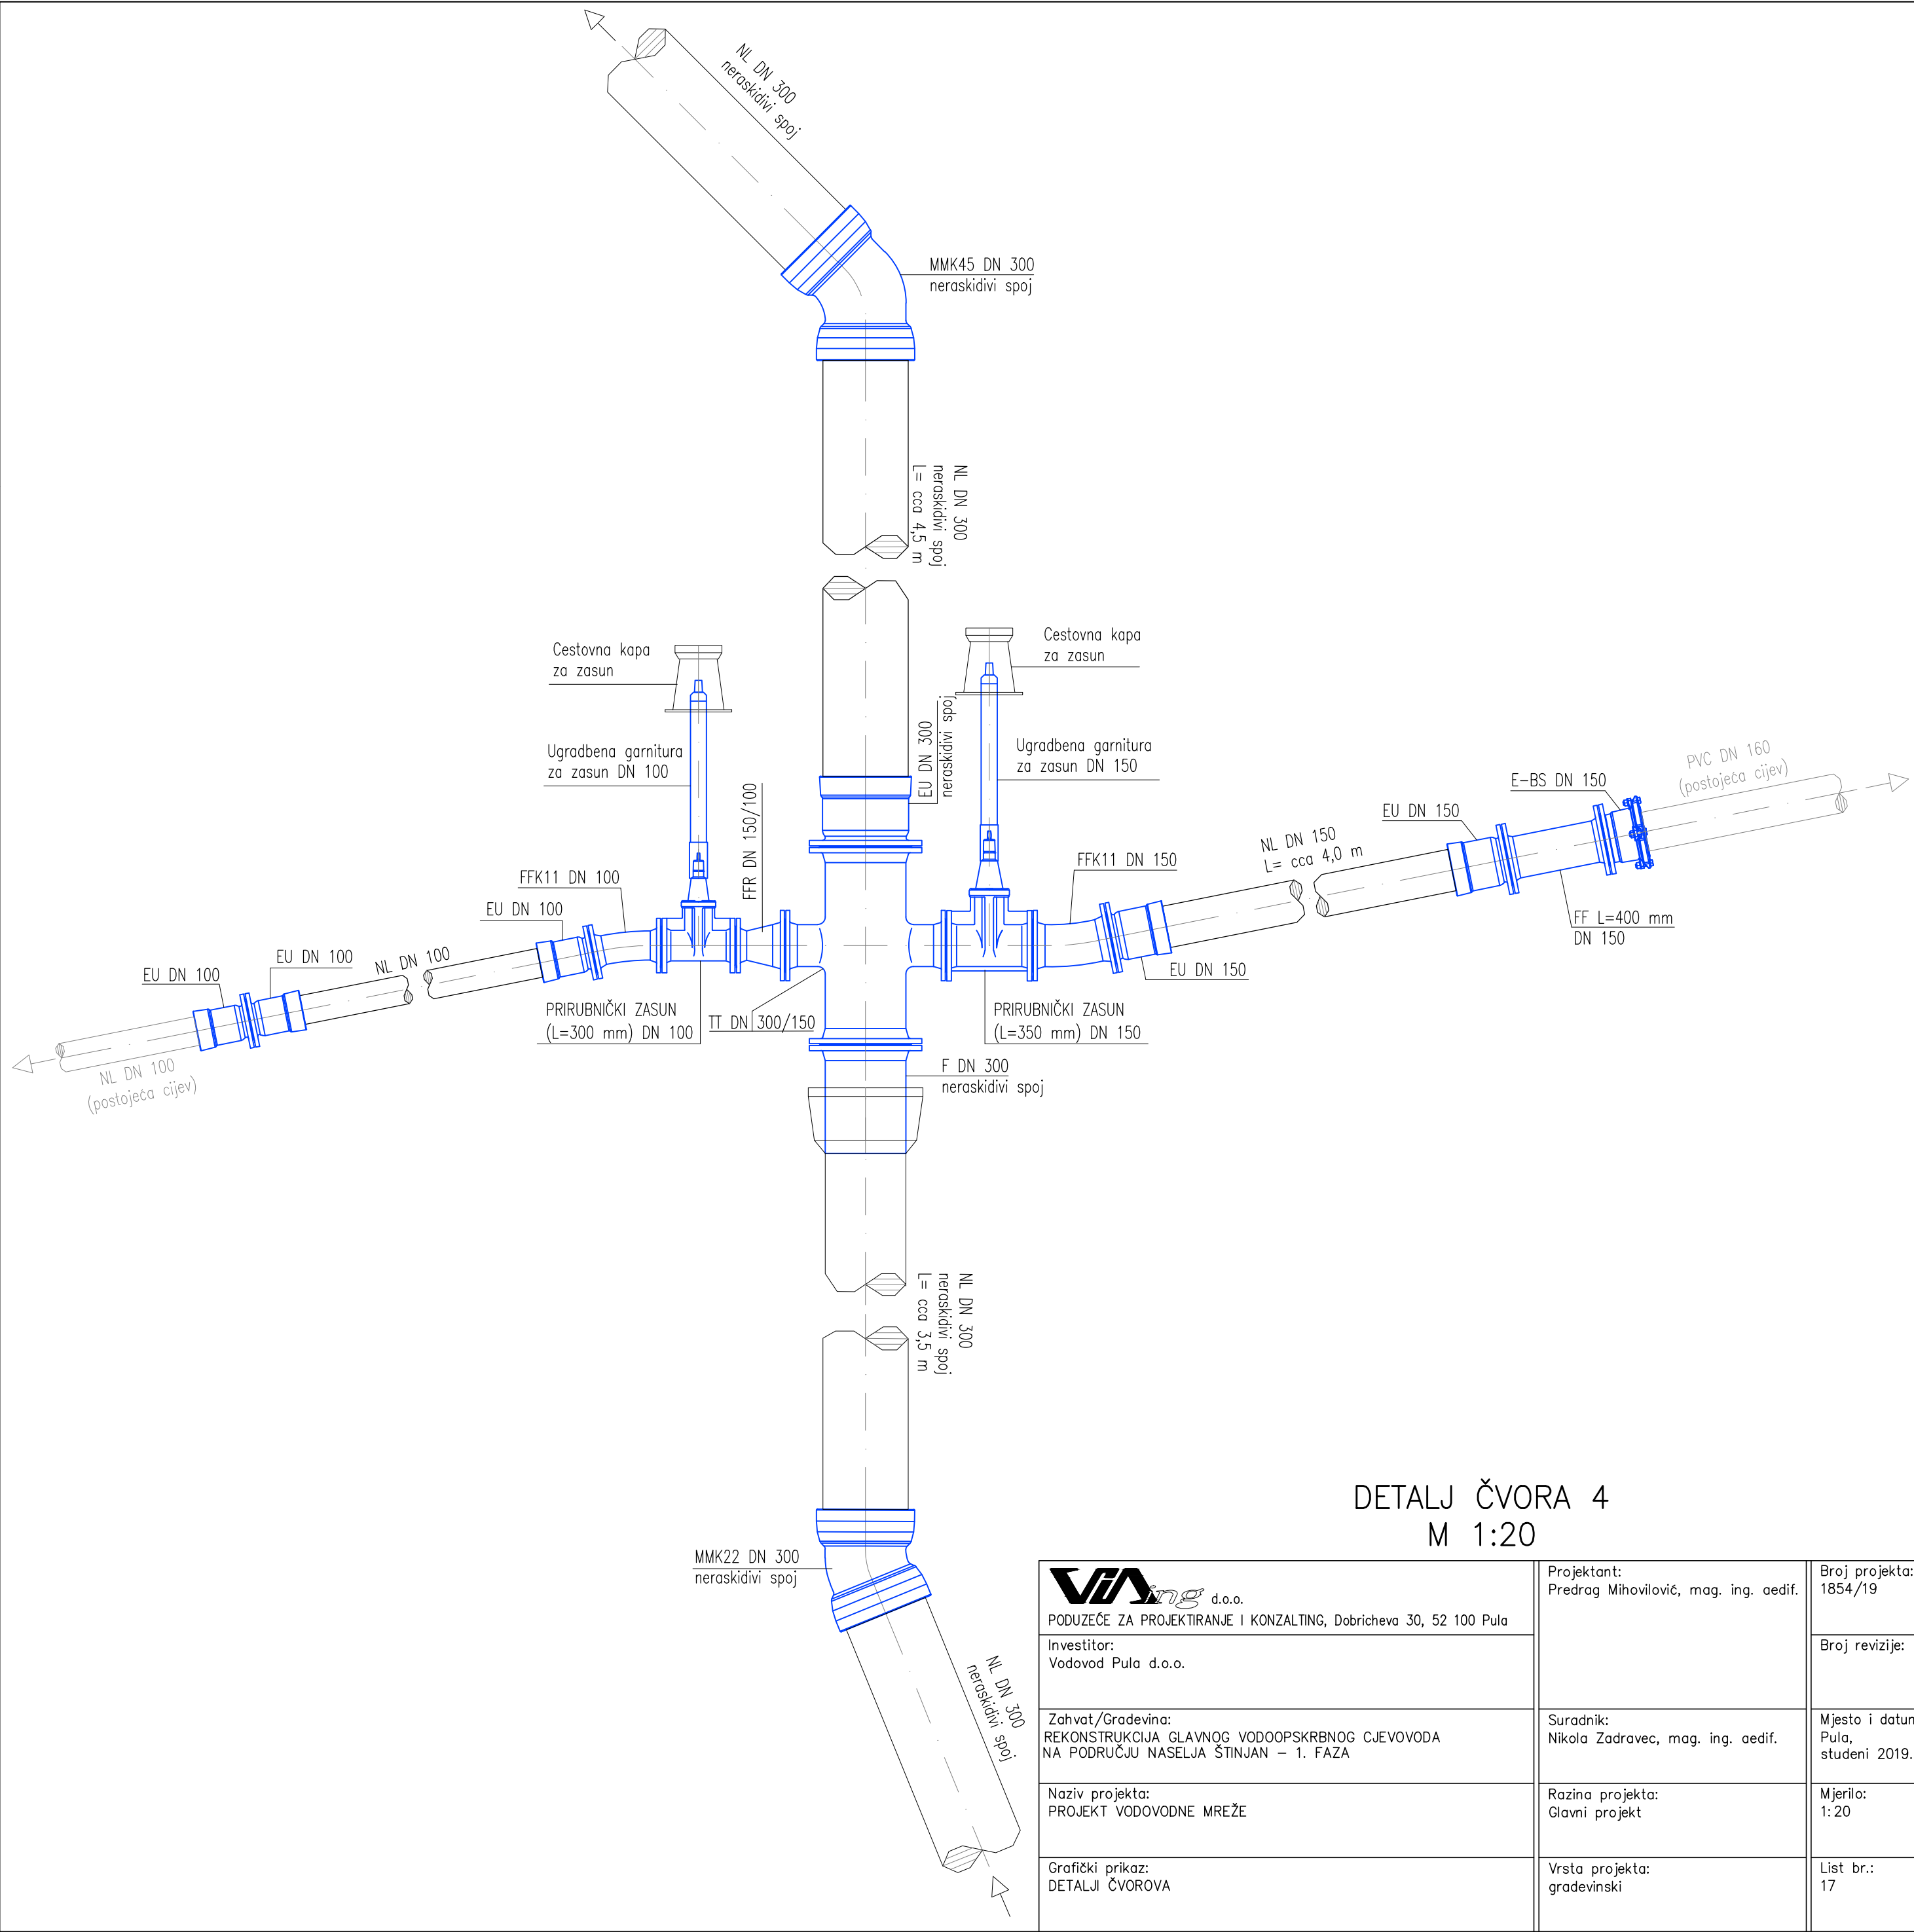 NL DN 300
neraskidivi spoj
MMK45 DN 300
neraskidivi spoj
NL DN 300
neraskidivi spoj
L= cca 4,5 m
Cestovna kapa
za zasun
Cestovna kapa
za zasun
Ugradbena garnitura
za zasun DN 100
EU DN 300
neraskidivi spoj
Ugradbena garnitura
za zasun DN 150
FFR DN 150/100
PVC DN 160
(postojeća cijev)
E-BS DN 150
EU DN 150
NL DN 150
L= cca 4,0 m
FFK11 DN 150
FFK11 DN 100
EU DN 100
NL DN 100
EU DN 100
EU DN 100
FF L=400 mm
DN 150
EU DN 150
PRIRUBNIČKI ZASUN
(L=300 mm) DN 100
TT DN 300/150
PRIRUBNIČKI ZASUN
(L=350 mm) DN 150
NL DN 100
(postojeća cijev)
F DN 300
neraskidivi spoj
NL DN 300
neraskidivi spoj
L= cca 3,5 m
MMK22 DN 300
neraskidivi spoj
NL DN 300
neraskidivi spoj
DETALJ ČVORA 4
M 1:20
VIAing d.o.o.
PODUZEĆE ZA PROJEKTIRANJE I KONZALTING, Dobricheva 30, 52 100 Pula
Projektant:
Predrag Mihovilović, mag. ing. aedif.
Broj projekta:
1854/19
Investitor:
Vodovod Pula d.o.o.
Broj revizije:
Zahvat/Gradevina:
REKONSTRUKCIJA GLAVNOG VODOOPSKRBNOG CJEVOVODA
NA PODRUČJU NASELJA ŠTINJAN – 1. FAZA
Suradnik:
Nikola Zadravec, mag. ing. aedif.
Mjesto i datum
Pula,
studeni 2019.
Naziv projekta:
PROJEKT VODOVODNE MREŽE
Razina projekta:
Glavni projekt
Mjerilo:
1:20
Grafički prikaz:
DETALJI ČVOROVA
Vrsta projekta:
gradevinski
List br.:
17